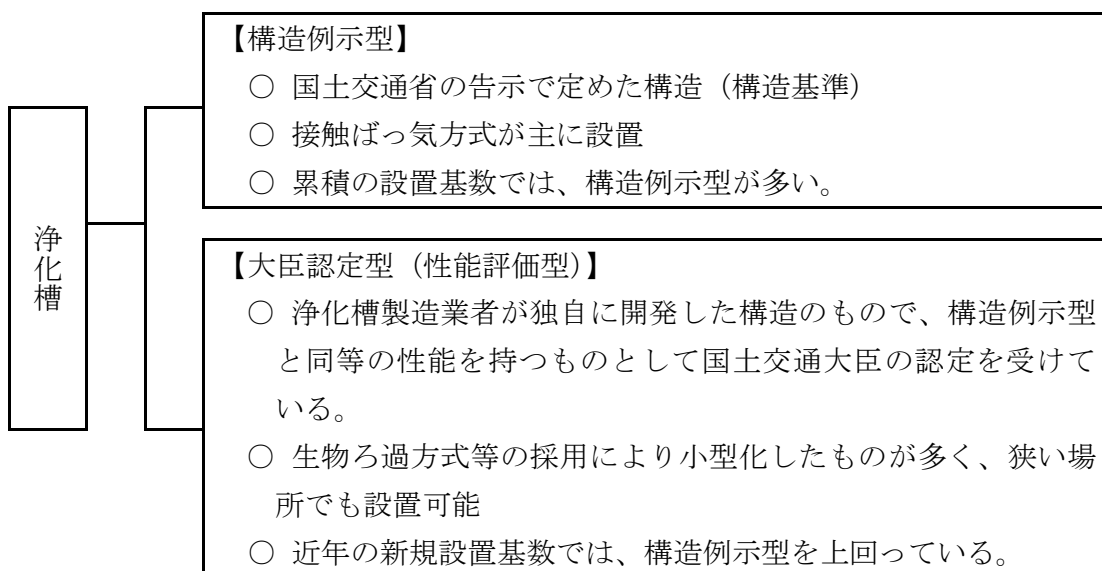 浄化槽
【構造例示型】
○ 国土交通省の告示で定めた構造（構造基準）
○ 接触ばっ気方式が主に設置
○ 累積の設置基数では、構造例示型が多い。
【大臣認定型（性能評価型）】
○ 浄化槽製造業者が独自に開発した構造のもので、構造例示型
と同等の性能を持つものとして国土交通大臣の認定を受けて
いる。
○ 生物ろ過方式等の採用により小型化したものが多く、狭い場
所でも設置可能
○ 近年の新規設置基数では、構造例示型を上回っている。